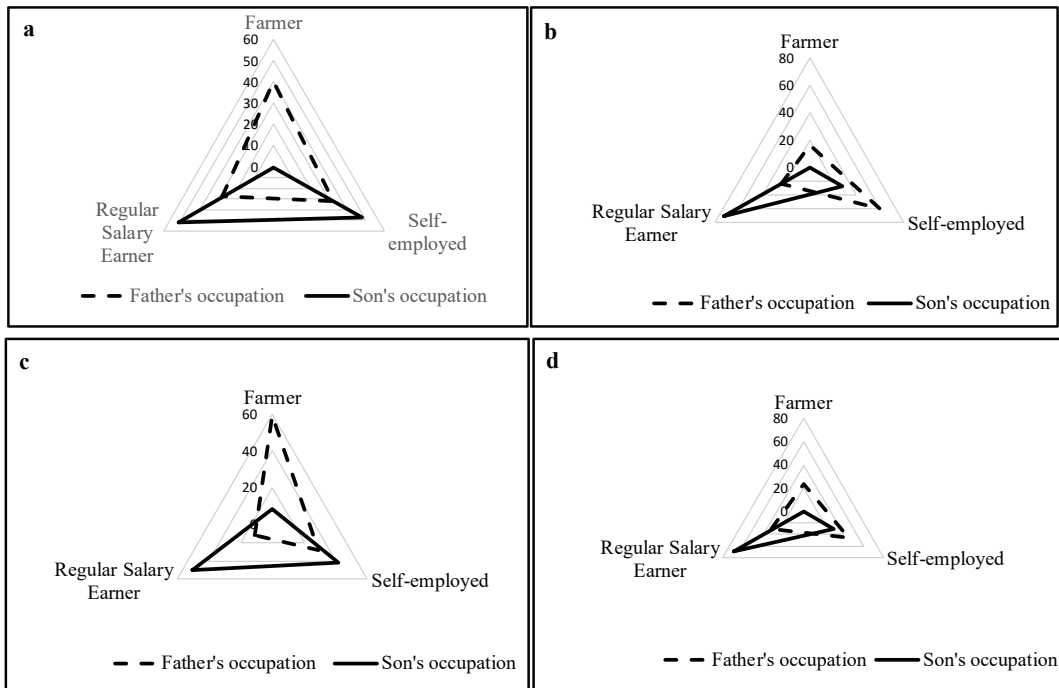 a
Farmer
60
50
40
30
20
10
0
Regular
Salary
Earner
Self-
employed
Father's occupation
Son's occupation
b
Farmer
80
60
40
20
0
Regular Salary
Earner
Self-employed
Father's occupation
Son's occupation
c
Farmer
60
40
20
0
Regular Salary
Earner
Self-employed
Father's occupation
Son's occupation
d
Farmer
80
60
40
20
0
Regular Salary
Earner
Self-employed
Father's occupation
Son's occupation